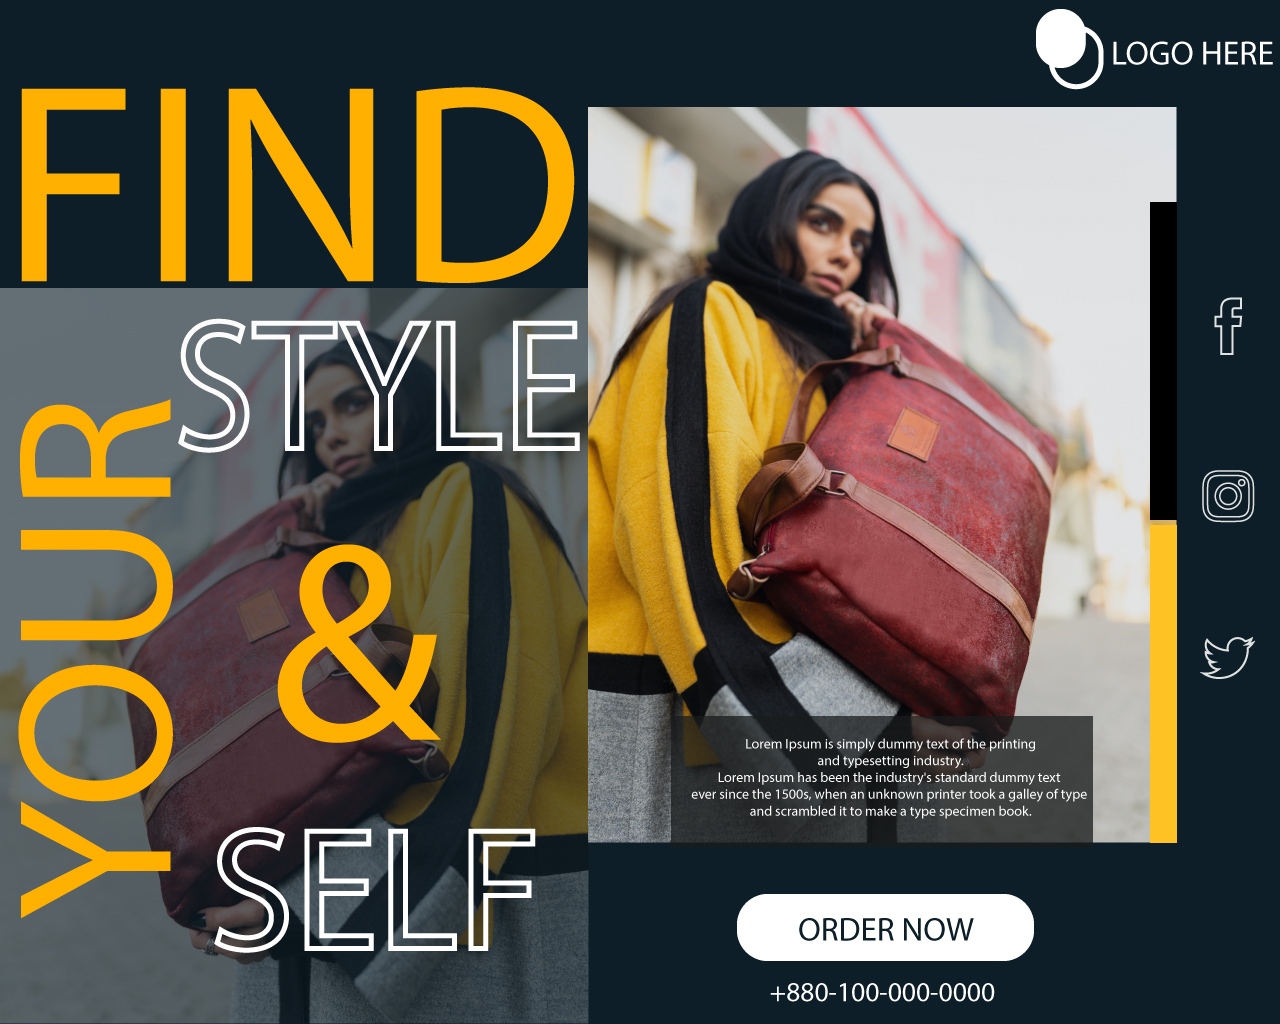 LOGO HERE
FIND
YOUR
STYLE
&
SELF
Lorem Ipsum is simply dummy text of the printing
and typesetting industry.
Lorem Ipsum has been the industry's standard dummy text
ever since the 1500s, when an unknown printer took a galley of type
and scrambled it to make a type specimen book.
ORDER NOW
+880-100-000-0000